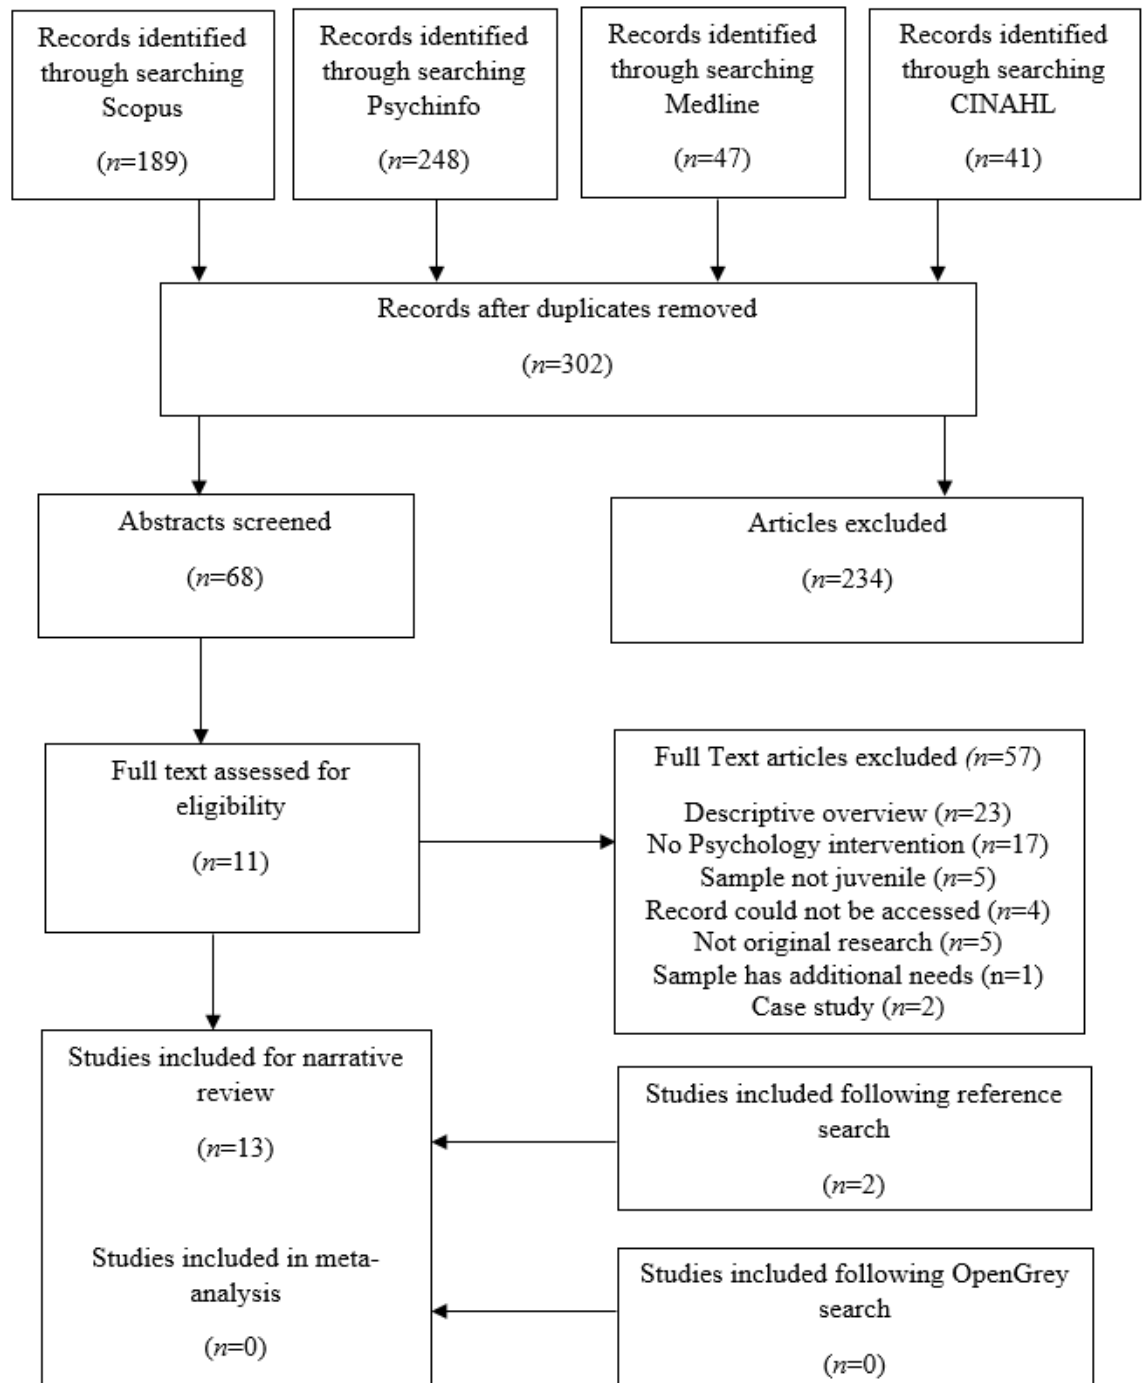 Records identified
through searching
Scopus
(n=189)
Records identified
through searching
Psychinfo
(n=248)
Records identified
through searching
Medline
(n=47)
Records identified
through searching
CINAHL
(n=41)
Records after duplicates removed
(n=302)
Abstracts screened
(n=68)
Articles excluded
(n=234)
Full text assessed for
eligibility
(n=11)
Full Text articles excluded (n=57)
Descriptive overview (n=23)
No Psychology intervention (n=17)
Sample not juvenile (n=5)
Record could not be accessed (n=4)
Not original research (n=5)
Sample has additional needs (n=1)
Case study (n=2)
Studies included for narrative
review
(n=13)
Studies included in meta-
analysis
(n=0)
Studies included following reference
search
(n=2)
Studies included following OpenGrey
search
(n=0)